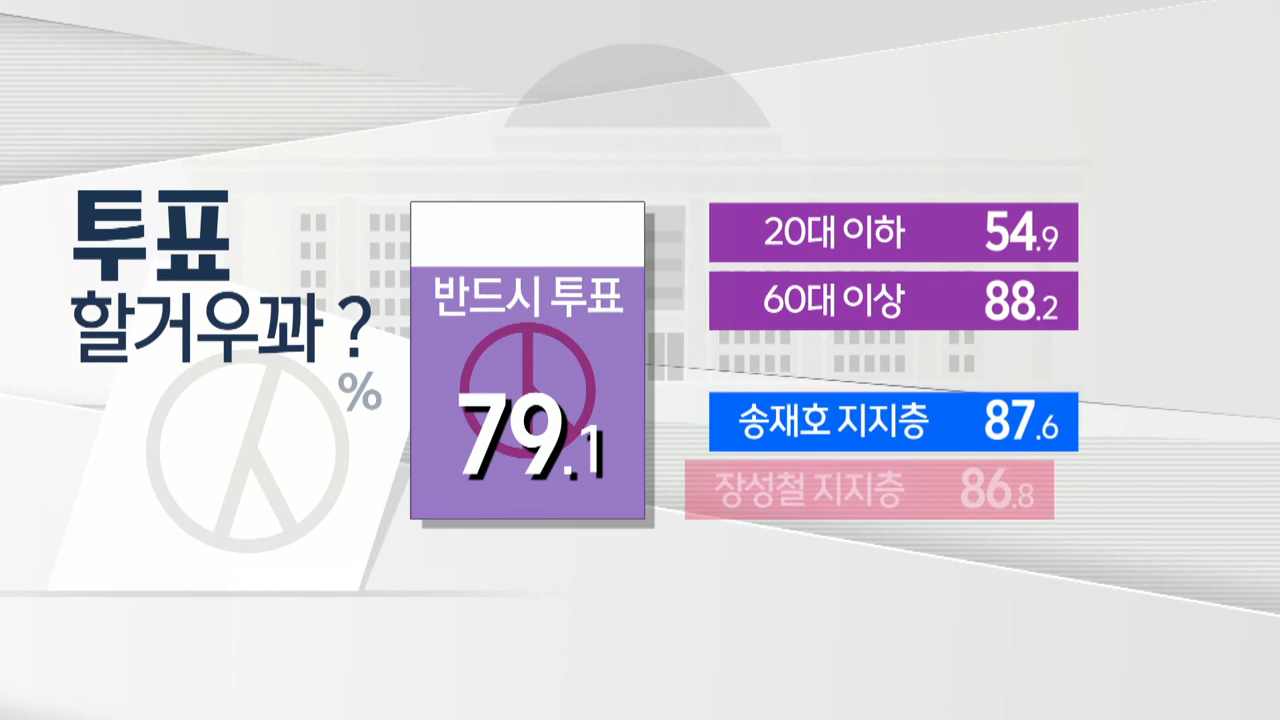 투표
할거우꽈 ?
%
반드시 투표
79.1
20대 이하 54.9
60대 이상 88.2
송재호 지지층 87.6
장성철 지지층 86.8